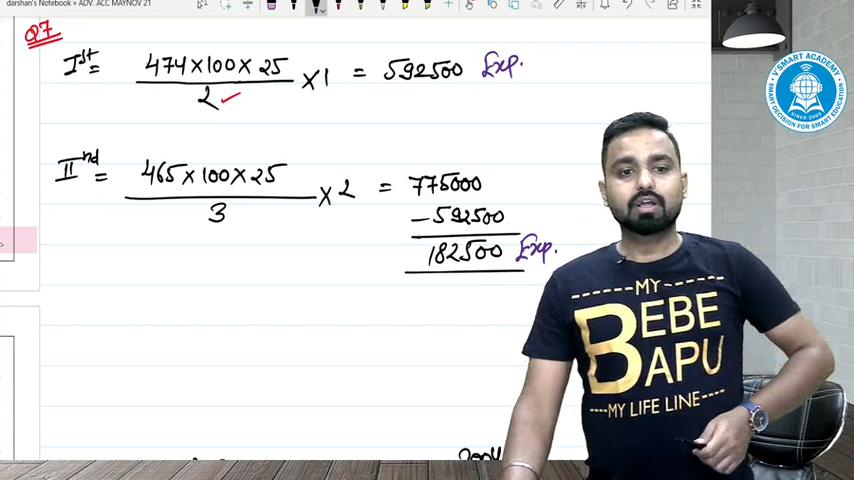 darshan's Notebook » ADV. ACC MAYNOV 21
Q7
Ist = 474×100×25 / 2 ✓ ×1 = 592500 Exp.
IInd = 465×100×25 / 3 × 2 = 775000
-592500
182500 Exp.
V'SMART ACADEMY
SINCE-2003
SMART DECISION FOR SMART EDUCATION
MY
BEBE
BAPU
MY LIFE LINE